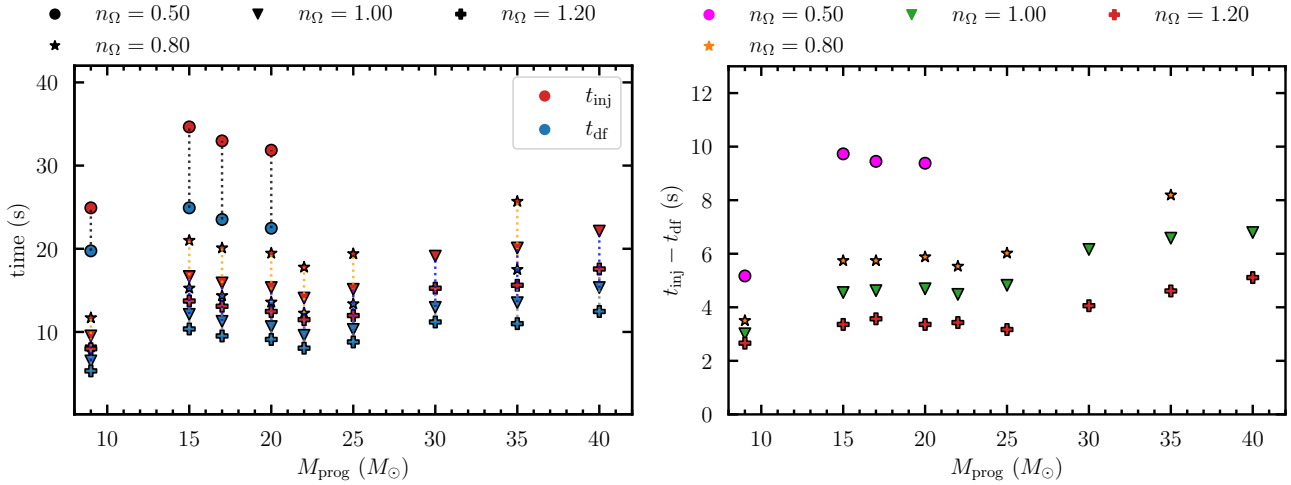 n_Ω = 0.50 n_Ω = 1.00 n_Ω = 1.20
n_Ω = 0.80
40
30
20
10
time (s)
t_inj
t_df
10 15 20 25 30 35 40
M_prog (M_⊙)
n_Ω = 0.50 n_Ω = 1.00 n_Ω = 1.20
n_Ω = 0.80
12
10
8
6
4
2
0
t_inj − t_df (s)
10 15 20 25 30 35 40
M_prog (M_⊙)